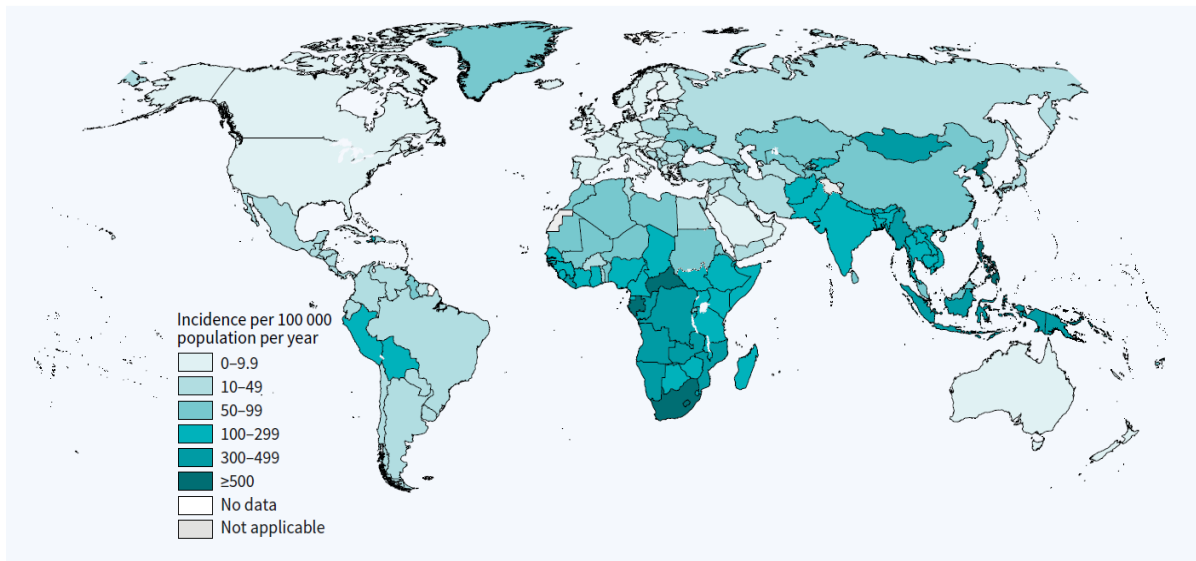 Incidence per 100 000
population per year
0–9.9
10–49
50–99
100–299
300–499
≥500
No data
Not applicable